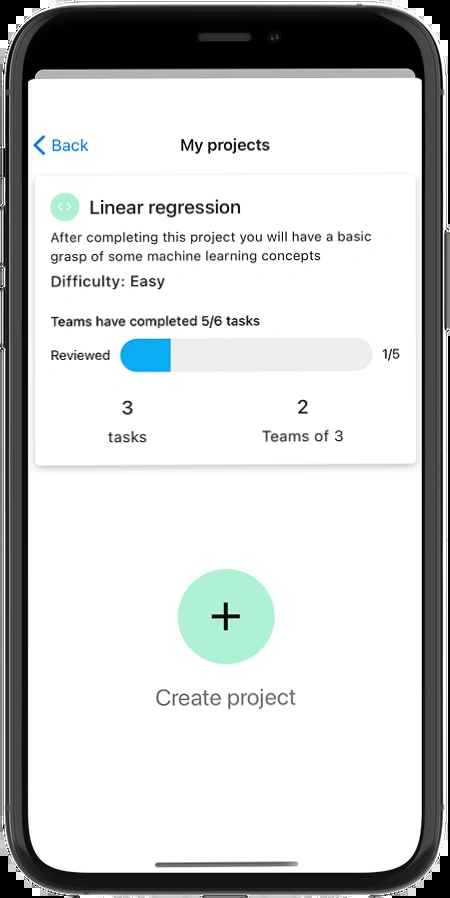 Back
My projects
Linear regression
After completing this project you will have a basic
grasp of some machine learning concepts
Difficulty: Easy
Teams have completed 5/6 tasks
Reviewed 1/5
3 2
tasks Teams of 3
+
Create project